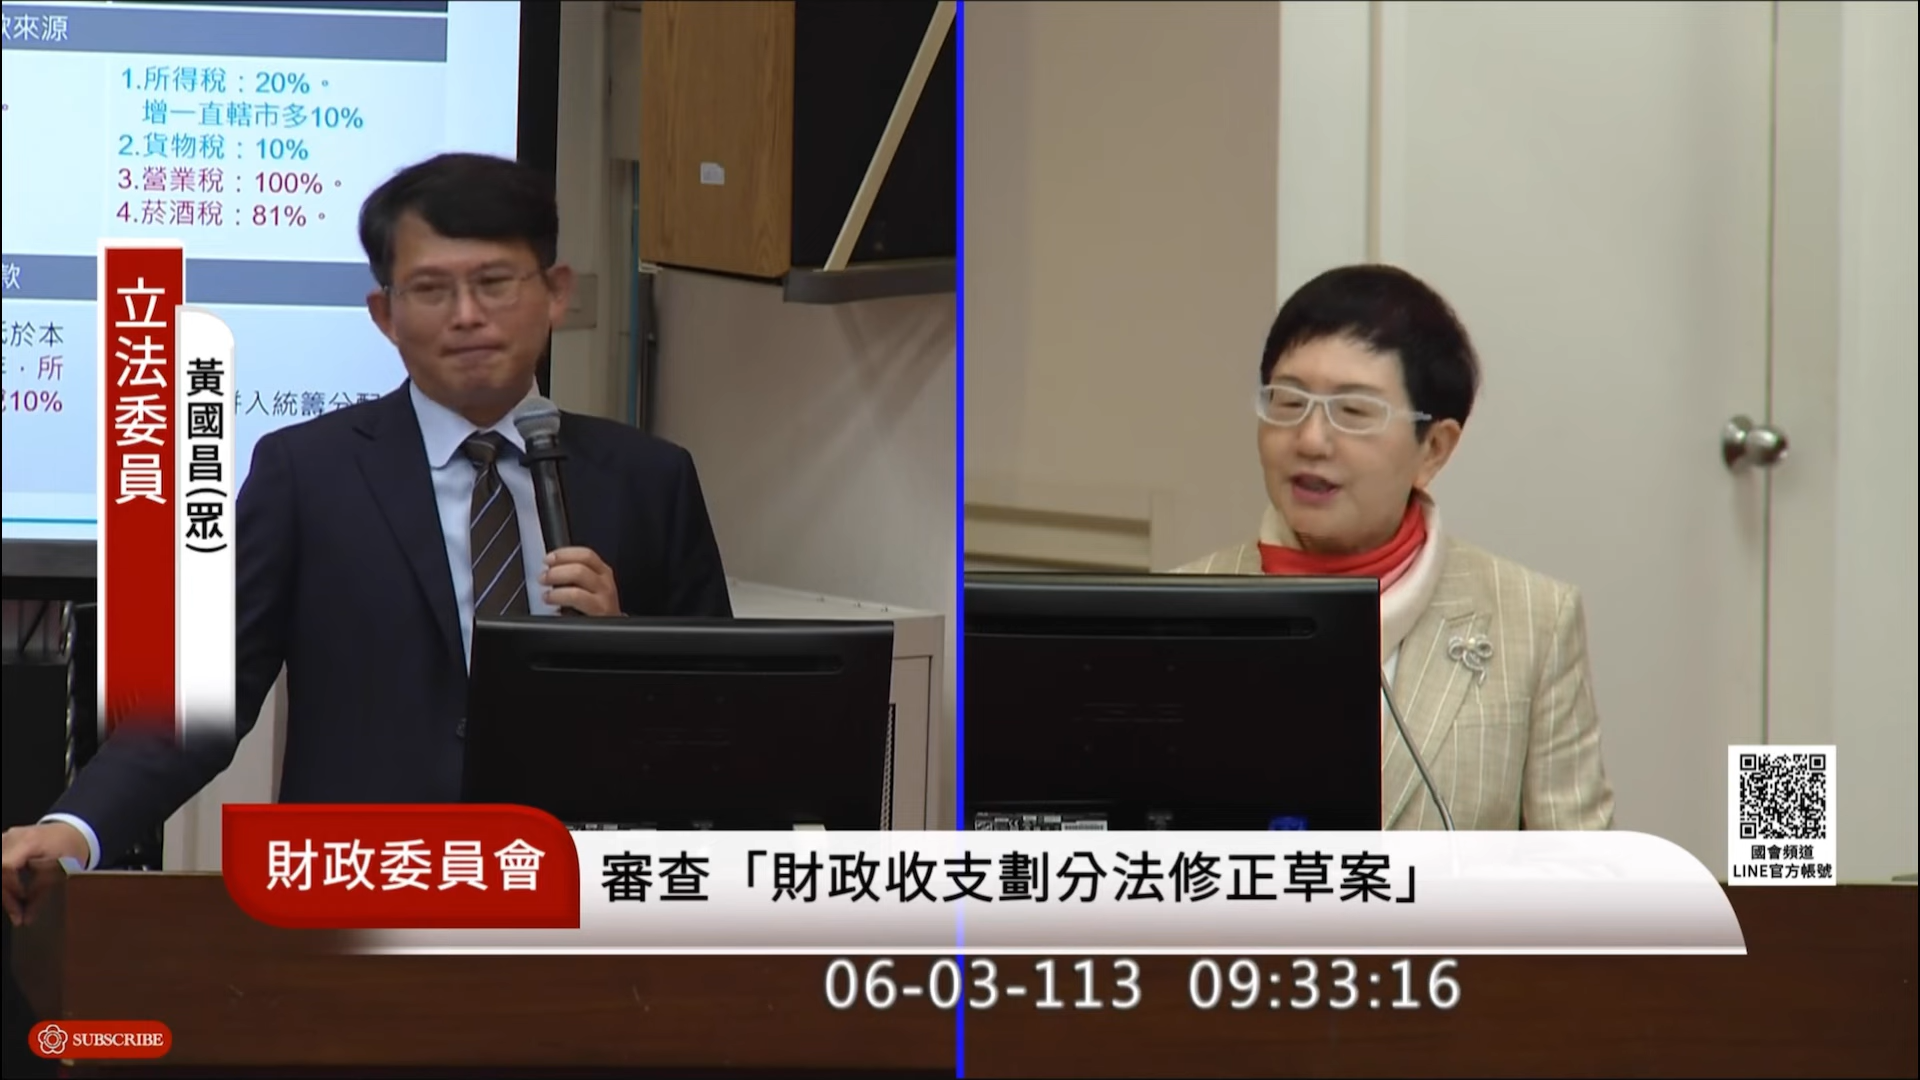 款來源
1.所得稅：20%。
增一直轄市多10%
2.貨物稅：10%
3.營業稅：100%。
4.菸酒稅：81%。
款
於本
，所
10%
併入統籌分配
立法委員
黃國昌(眾)
國會頻道
LINE官方帳號
財政委員會
審查「財政收支劃分法修正草案」
06-03-113 09:33:16
SUBSCRIBE